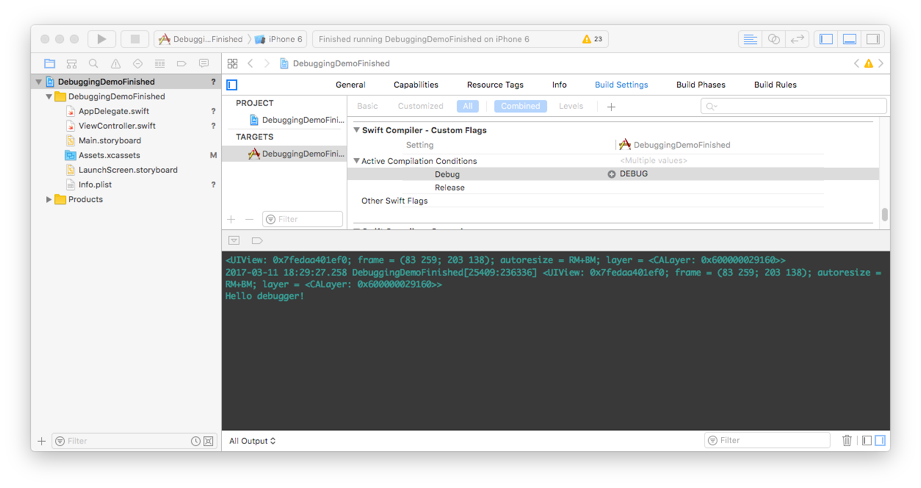 Debuggi...Finished
iPhone 6
Finished running DebuggingDemoFinished on iPhone 6
23
DebuggingDemoFinished
DebuggingDemoFinished ?
General Capabilities Resource Tags Info Build Settings Build Phases Build Rules
DebuggingDemoFinished
AppDelegate.swift ?
ViewController.swift ?
Main.storyboard
Assets.xcassets M
LaunchScreen.storyboard
Info.plist ?
Products
PROJECT
DebuggingDemoFini...
TARGETS
DebuggingDemoFini...
Filter
Basic Customized All Combined Levels
Swift Compiler - Custom Flags
Setting DebuggingDemoFinished
Active Compilation Conditions <Multiple values>
Debug DEBUG
Release
Other Swift Flags
<UIView: 0x7fedaa401ef0; frame = (83 259; 203 138); autoresize = RM+BM; layer = <CALayer: 0x600000029160>>
2017-03-11 18:29:27.258 DebuggingDemoFinished[25409:236336] <UIView: 0x7fedaa401ef0; frame = (83 259; 203 138); autoresize =
RM+BM; layer = <CALayer: 0x600000029160>>
Hello debugger!
Filter
All Output
Filter